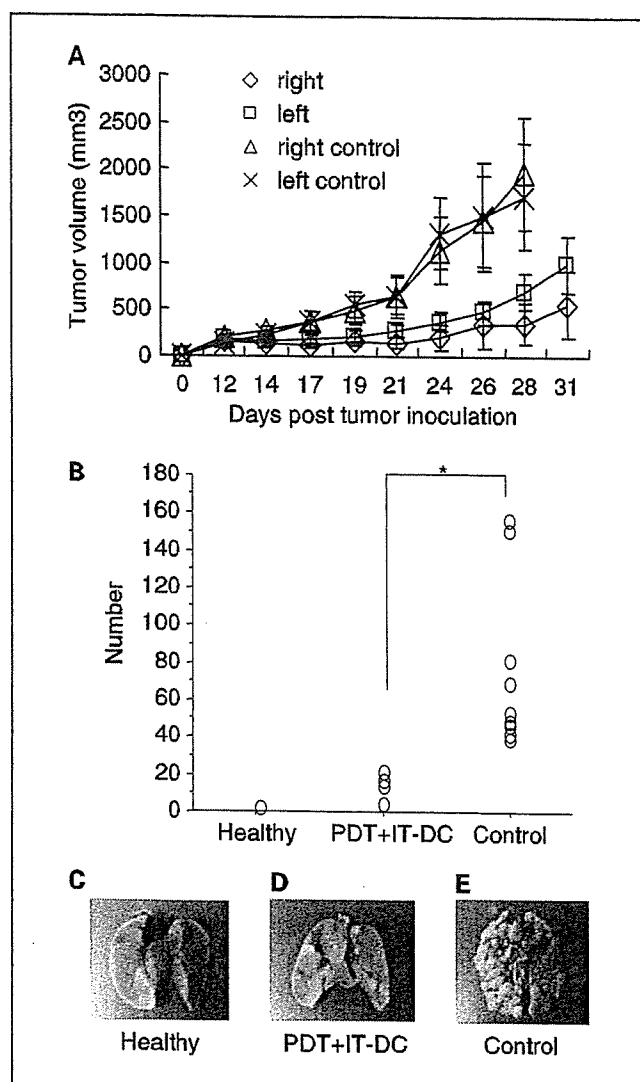 A
3000
2500
2000
1500
1000
500
0
Tumor volume (mm3)
right
left
right control
left control
0 12 14 17 19 21 24 26 28 31
Days post tumor inoculation
B
180
160
140
120
100
80
60
40
20
0
Number
*
Healthy PDT+IT-DC Control
C D E
Healthy PDT+IT-DC Control